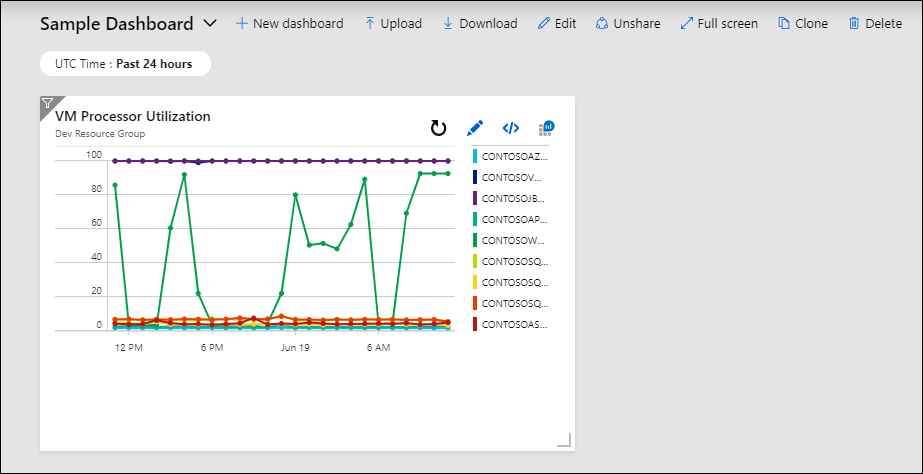 Sample Dashboard
New dashboard
Upload
Download
Edit
Unshare
Full screen
Clone
Delete
UTC Time : Past 24 hours
VM Processor Utilization
Dev Resource Group
100
80
60
40
20
0
12 PM
6 PM
Jun 19
6 AM
CONTOSOAZ...
CONTOSOV...
CONTOSOJB...
CONTOSOAP...
CONTOSOW...
CONTOSOSQ...
CONTOSOSQ...
CONTOSOSQ...
CONTOSOAS...